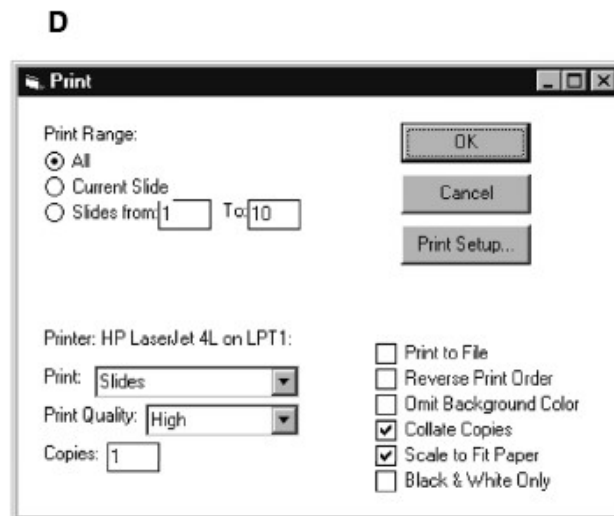 D
Print
Print Range:
All
Current Slide
Slides from: 1 To: 10
OK
Cancel
Print Setup...
Printer: HP LaserJet 4L on LPT1:
Print: Slides
Print Quality: High
Copies: 1
Print to File
Reverse Print Order
Omit Background Color
Collate Copies
Scale to Fit Paper
Black & White Only